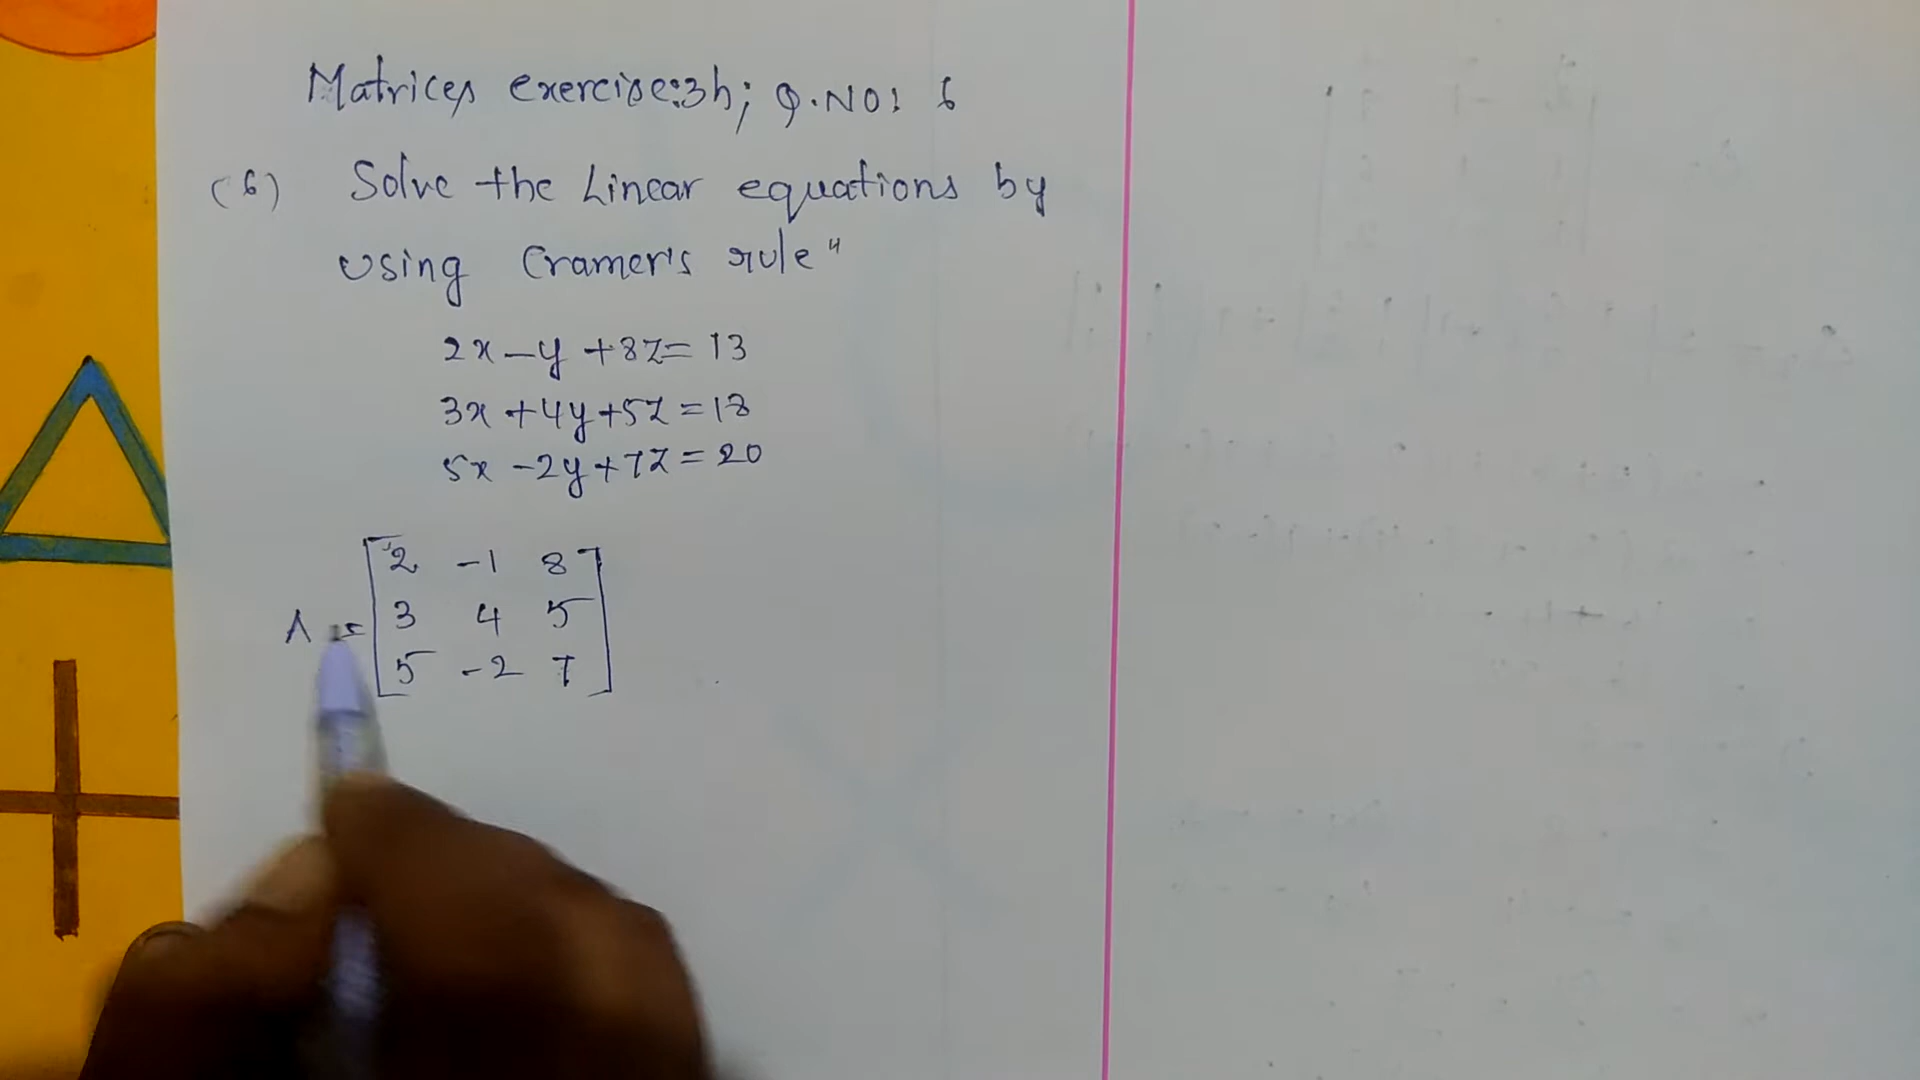 Matrices exercise:3h; Q.NO: 6
(6) Solve the Linear equations by
using Cramer's rule"
2x - y + 8z = 13
3x + 4y + 5z = 18
5x - 2y + 7z = 20
2 -1 8
A = 3 4 5
5 -2 7